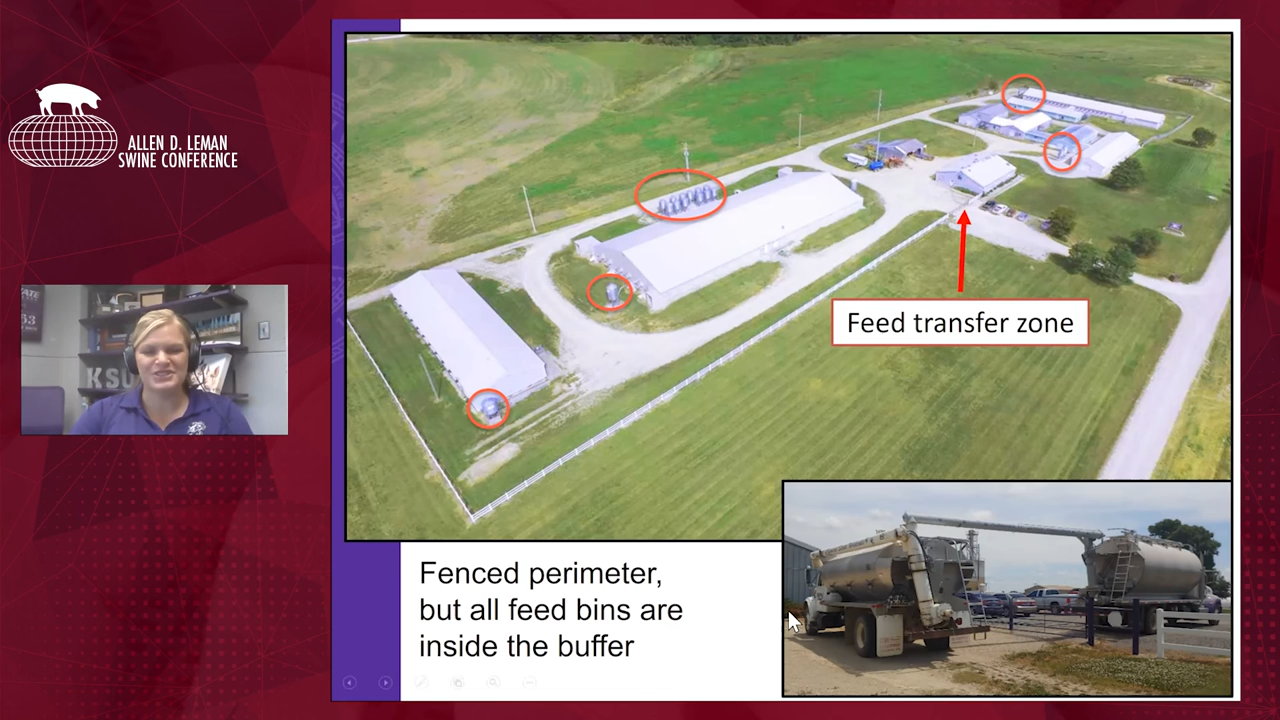 ALLEN D. LEMAN
SWINE CONFERENCE
KSU
Feed transfer zone
Fenced perimeter,
but all feed bins are
inside the buffer